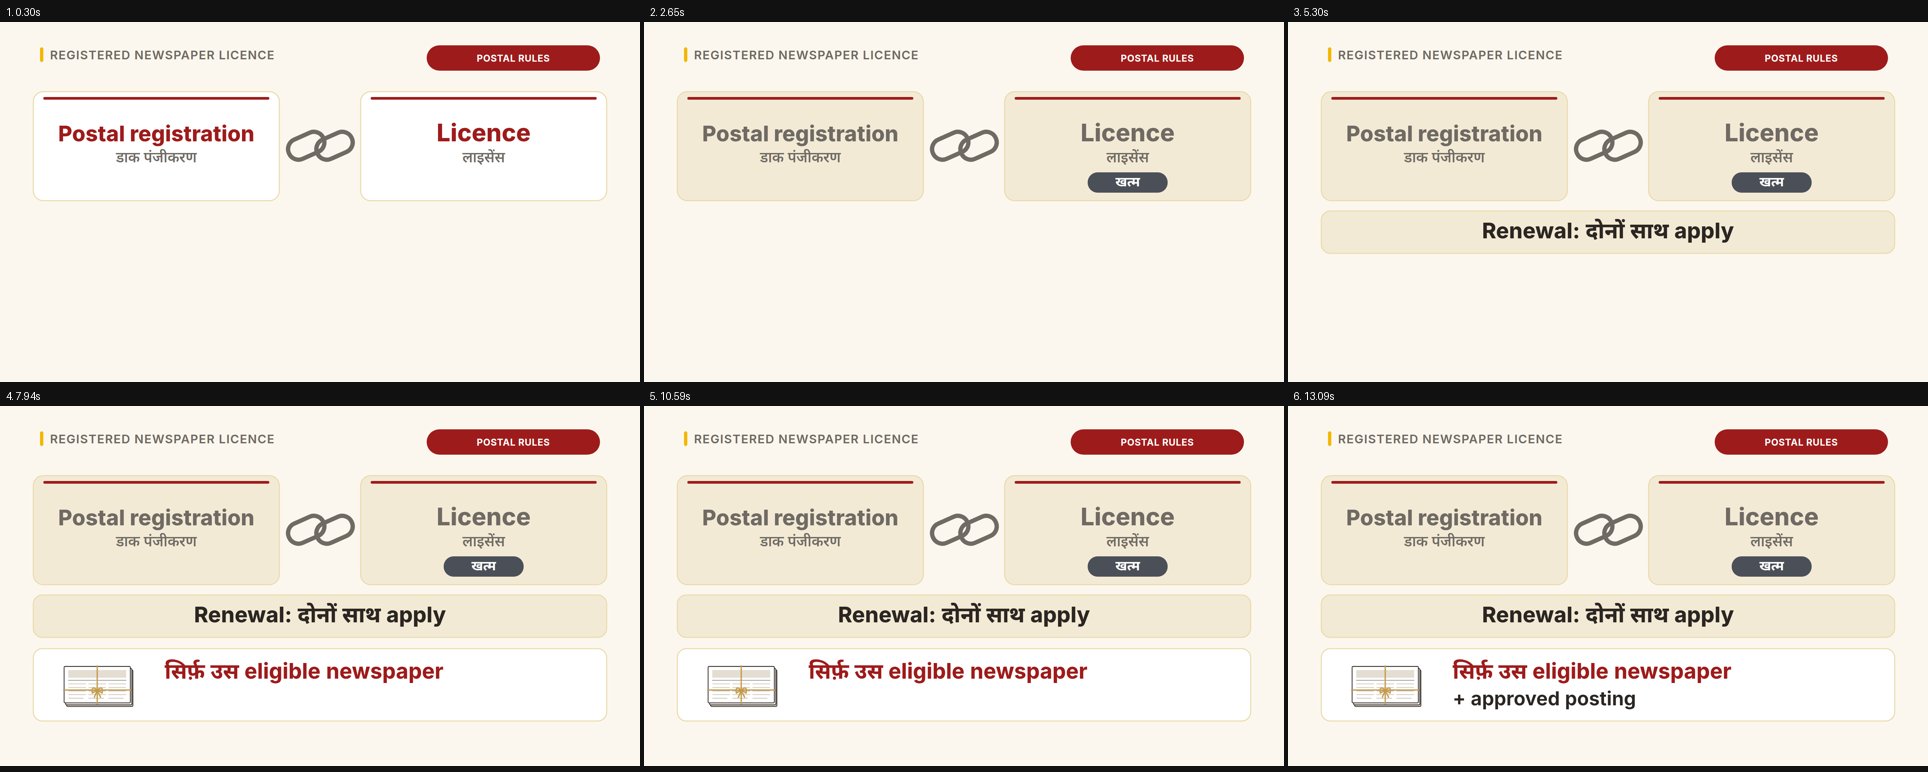 1. 0.30s
REGISTERED NEWSPAPER LICENCE
POSTAL RULES
Postal registration
डाक पंजीकरण
Licence
लाइसेंस
2. 2.65s
REGISTERED NEWSPAPER LICENCE
POSTAL RULES
Postal registration
डाक पंजीकरण
Licence
लाइसेंस
खत्म
3. 5.30s
REGISTERED NEWSPAPER LICENCE
POSTAL RULES
Postal registration
डाक पंजीकरण
Licence
लाइसेंस
खत्म
Renewal: दोनों साथ apply
4. 7.94s
REGISTERED NEWSPAPER LICENCE
POSTAL RULES
Postal registration
डाक पंजीकरण
Licence
लाइसेंस
खत्म
Renewal: दोनों साथ apply
सिर्फ़ उस eligible newspaper
5. 10.59s
REGISTERED NEWSPAPER LICENCE
POSTAL RULES
Postal registration
डाक पंजीकरण
Licence
लाइसेंस
खत्म
Renewal: दोनों साथ apply
सिर्फ़ उस eligible newspaper
6. 13.09s
REGISTERED NEWSPAPER LICENCE
POSTAL RULES
Postal registration
डाक पंजीकरण
Licence
लाइसेंस
खत्म
Renewal: दोनों साथ apply
सिर्फ़ उस eligible newspaper
+ approved posting